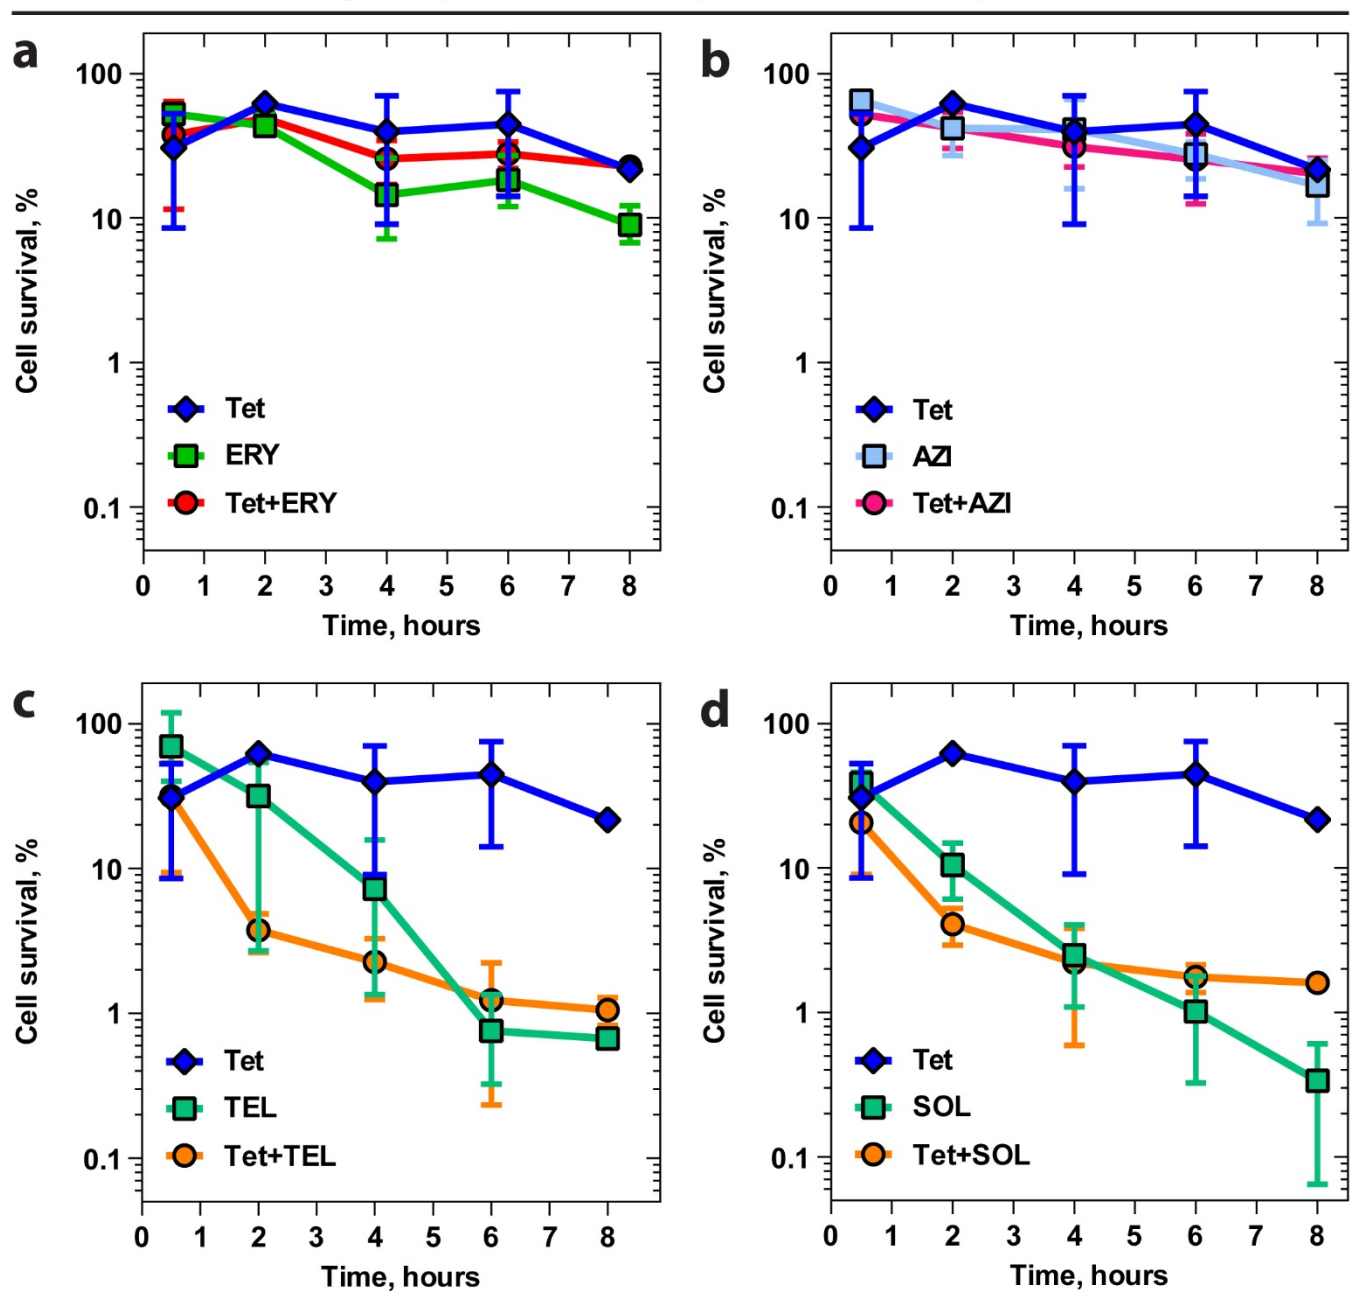 a
100
10
1
0.1
Cell survival, %
Tet
ERY
Tet+ERY
0 1 2 3 4 5 6 7 8
Time, hours
b
100
10
1
0.1
Cell survival, %
Tet
AZI
Tet+AZI
0 1 2 3 4 5 6 7 8
Time, hours
c
100
10
1
0.1
Cell survival, %
Tet
TEL
Tet+TEL
0 1 2 3 4 5 6 7 8
Time, hours
d
100
10
1
0.1
Cell survival, %
Tet
SOL
Tet+SOL
0 1 2 3 4 5 6 7 8
Time, hours